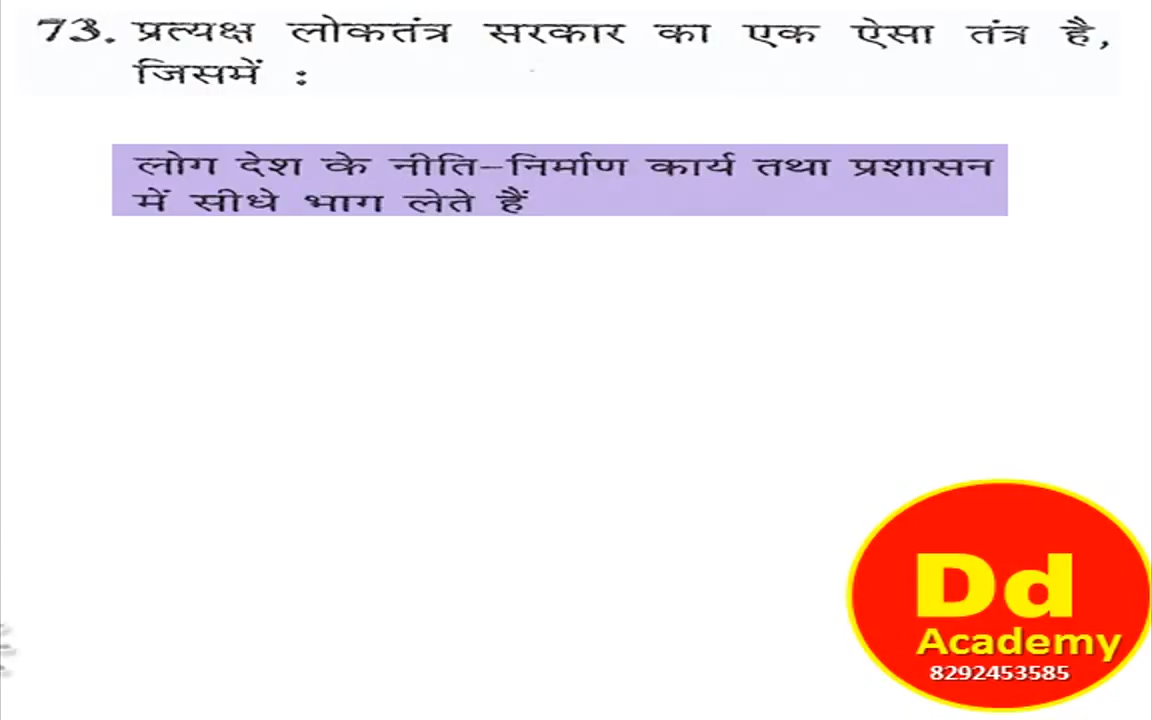 73. प्रत्यक्ष लोकतंत्र सरकार का एक ऐसा तंत्र है,
जिसमें :
लोग देश के नीति-निर्माण कार्य तथा प्रशासन
में सीधे भाग लेते हैं
Dd
Academy
8292453585